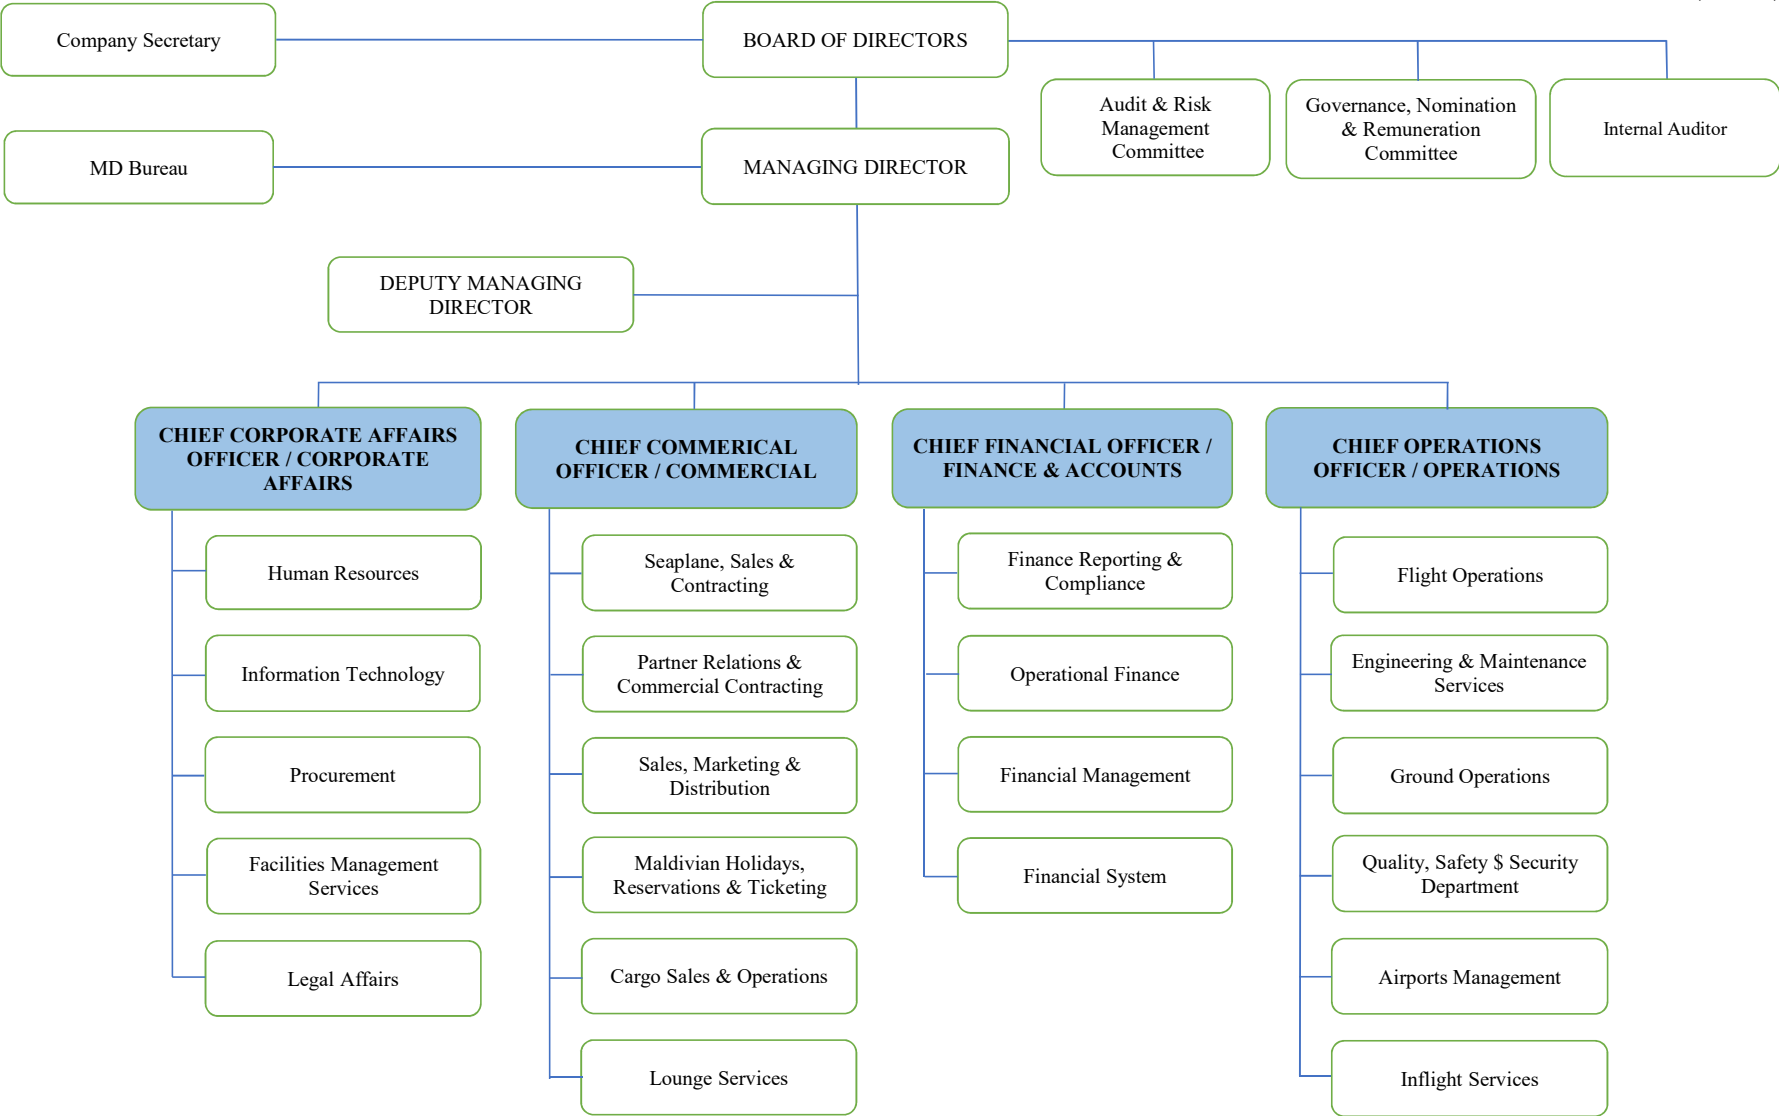 Company Secretary
BOARD OF DIRECTORS
Audit & Risk
Management
Committee
Governance, Nomination
& Remuneration
Committee
Internal Auditor
MD Bureau
MANAGING DIRECTOR
DEPUTY MANAGING
DIRECTOR
CHIEF CORPORATE AFFAIRS
OFFICER / CORPORATE
AFFAIRS
Human Resources
Information Technology
Procurement
Facilities Management
Services
Legal Affairs
CHIEF COMMERICAL
OFFICER / COMMERCIAL
Seaplane, Sales &
Contracting
Partner Relations &
Commercial Contracting
Sales, Marketing &
Distribution
Maldivian Holidays,
Reservations & Ticketing
Cargo Sales & Operations
Lounge Services
CHIEF FINANCIAL OFFICER /
FINANCE & ACCOUNTS
Finance Reporting &
Compliance
Operational Finance
Financial Management
Financial System
CHIEF OPERATIONS
OFFICER / OPERATIONS
Flight Operations
Engineering & Maintenance
Services
Ground Operations
Quality, Safety $ Security
Department
Airports Management
Inflight Services